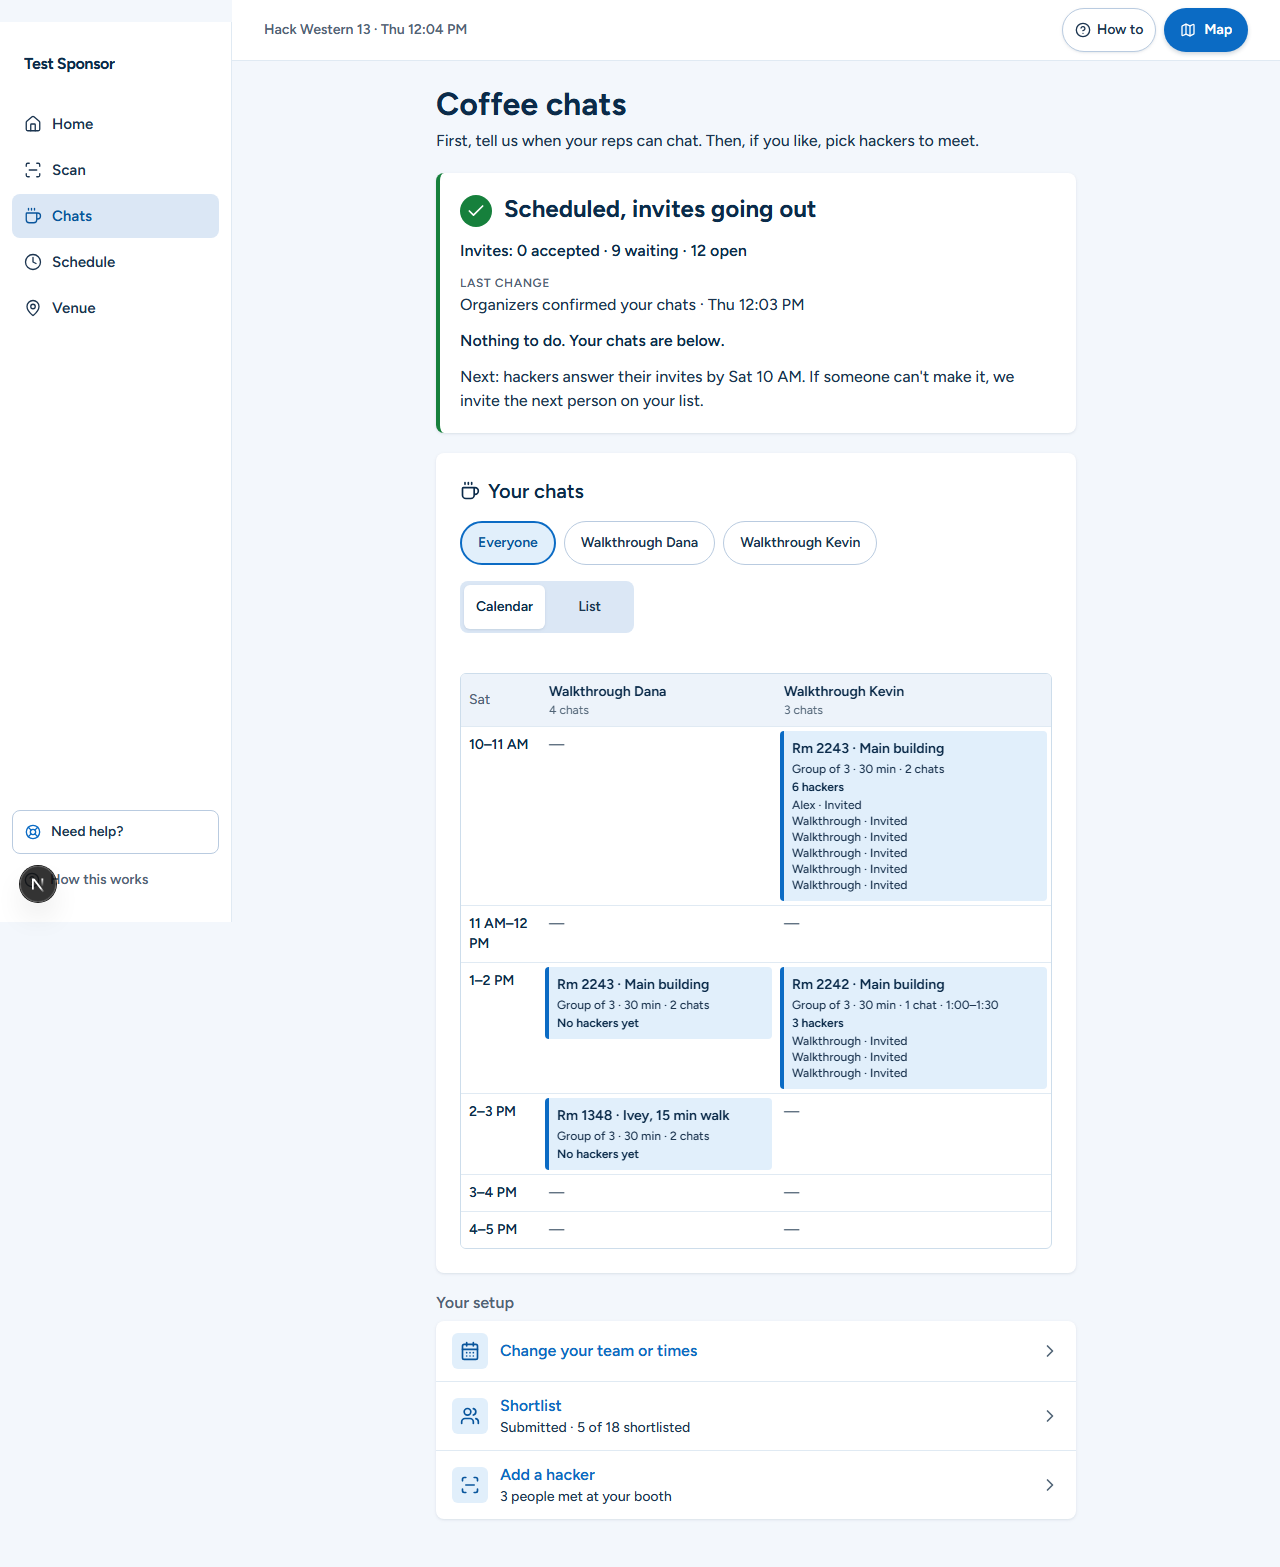 Hack Western 13 · Thu 12:04 PM
How to
Map
Test Sponsor
Home
Scan
Chats
Schedule
Venue
Need help?
How this works
N
Coffee chats
First, tell us when your reps can chat. Then, if you like, pick hackers to meet.
Scheduled, invites going out
Invites: 0 accepted · 9 waiting · 12 open
LAST CHANGE
Organizers confirmed your chats · Thu 12:03 PM
Nothing to do. Your chats are below.
Next: hackers answer their invites by Sat 10 AM. If someone can't make it, we
invite the next person on your list.
Your chats
Everyone
Walkthrough Dana
Walkthrough Kevin
Calendar
List
Sat
Walkthrough Dana
4 chats
Walkthrough Kevin
3 chats
10–11 AM
—
Rm 2243 · Main building
Group of 3 · 30 min · 2 chats
6 hackers
Alex · Invited
Walkthrough · Invited
Walkthrough · Invited
Walkthrough · Invited
Walkthrough · Invited
Walkthrough · Invited
11 AM–12
PM
—
—
1–2 PM
Rm 2243 · Main building
Group of 3 · 30 min · 2 chats
No hackers yet
Rm 2242 · Main building
Group of 3 · 30 min · 1 chat · 1:00–1:30
3 hackers
Walkthrough · Invited
Walkthrough · Invited
Walkthrough · Invited
2–3 PM
Rm 1348 · Ivey, 15 min walk
Group of 3 · 30 min · 2 chats
No hackers yet
—
3–4 PM
—
—
4–5 PM
—
—
Your setup
Change your team or times
Shortlist
Submitted · 5 of 18 shortlisted
Add a hacker
3 people met at your booth